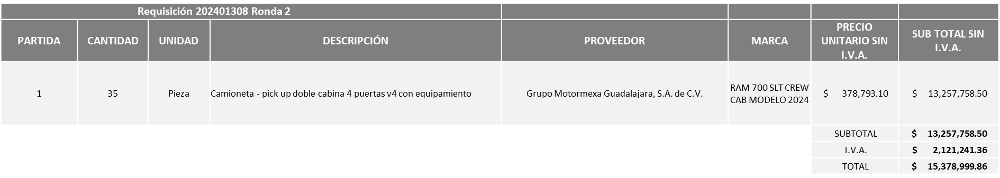 Requisición 202401308 Ronda 2
PARTIDA CANTIDAD UNIDAD DESCRIPCIÓN PROVEEDOR MARCA PRECIO UNITARIO SIN I.V.A. SUB TOTAL SIN I.V.A.
1 35 Pieza Camioneta - pick up doble cabina 4 puertas v4 con equipamiento Grupo Motormexa Guadalajara, S.A. de C.V. RAM 700 SLT CREW CAB MODELO 2024 $ 378,793.10 $ 13,257,758.50
SUBTOTAL $ 13,257,758.50
I.V.A. $ 2,121,241.36
TOTAL $ 15,378,999.86